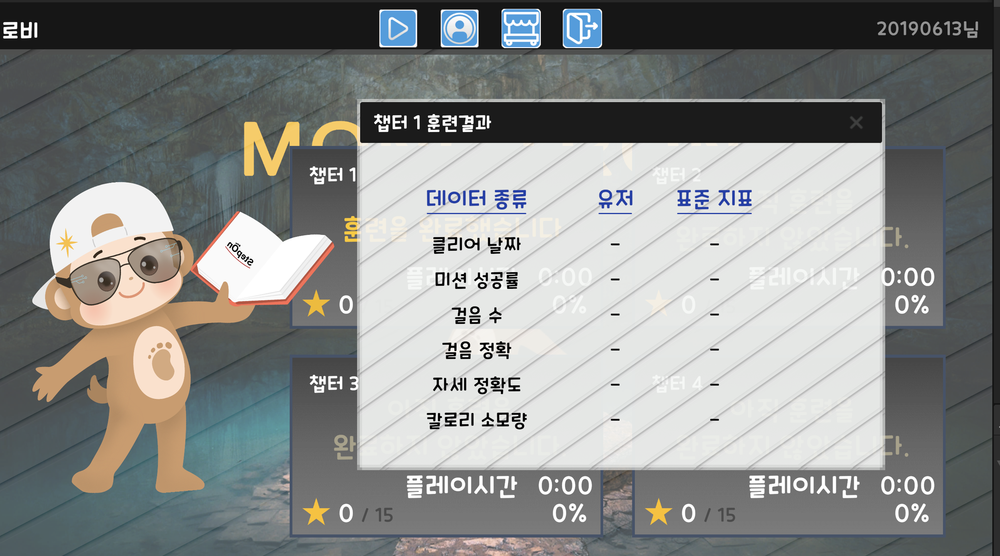 로비
20190613님
MO
챕터 1 훈련결과
×
챕터 1
챕터 2
데이터 종류 유저 표준 지표
직 훈련을
훈련을 완료했습니다
완료하지 않았습니다.
클리어 날짜 - -
미션 성공률 - -
플레이시간 0:00
플레이시간 0:00
StepÖn
0 / 15 0%
0 0%
걸음 수 - -
걸음 정확 - -
챕터 3
챕터 4
자세 정확도 - -
아직 훈련을
아직 훈련을
칼로리 소모량 - -
완료하지 않았습니다.
완료하지 않았습니다.
플레이시간 0:00
플레이시간 0:00
0 / 15 0%
0 / 15 0%